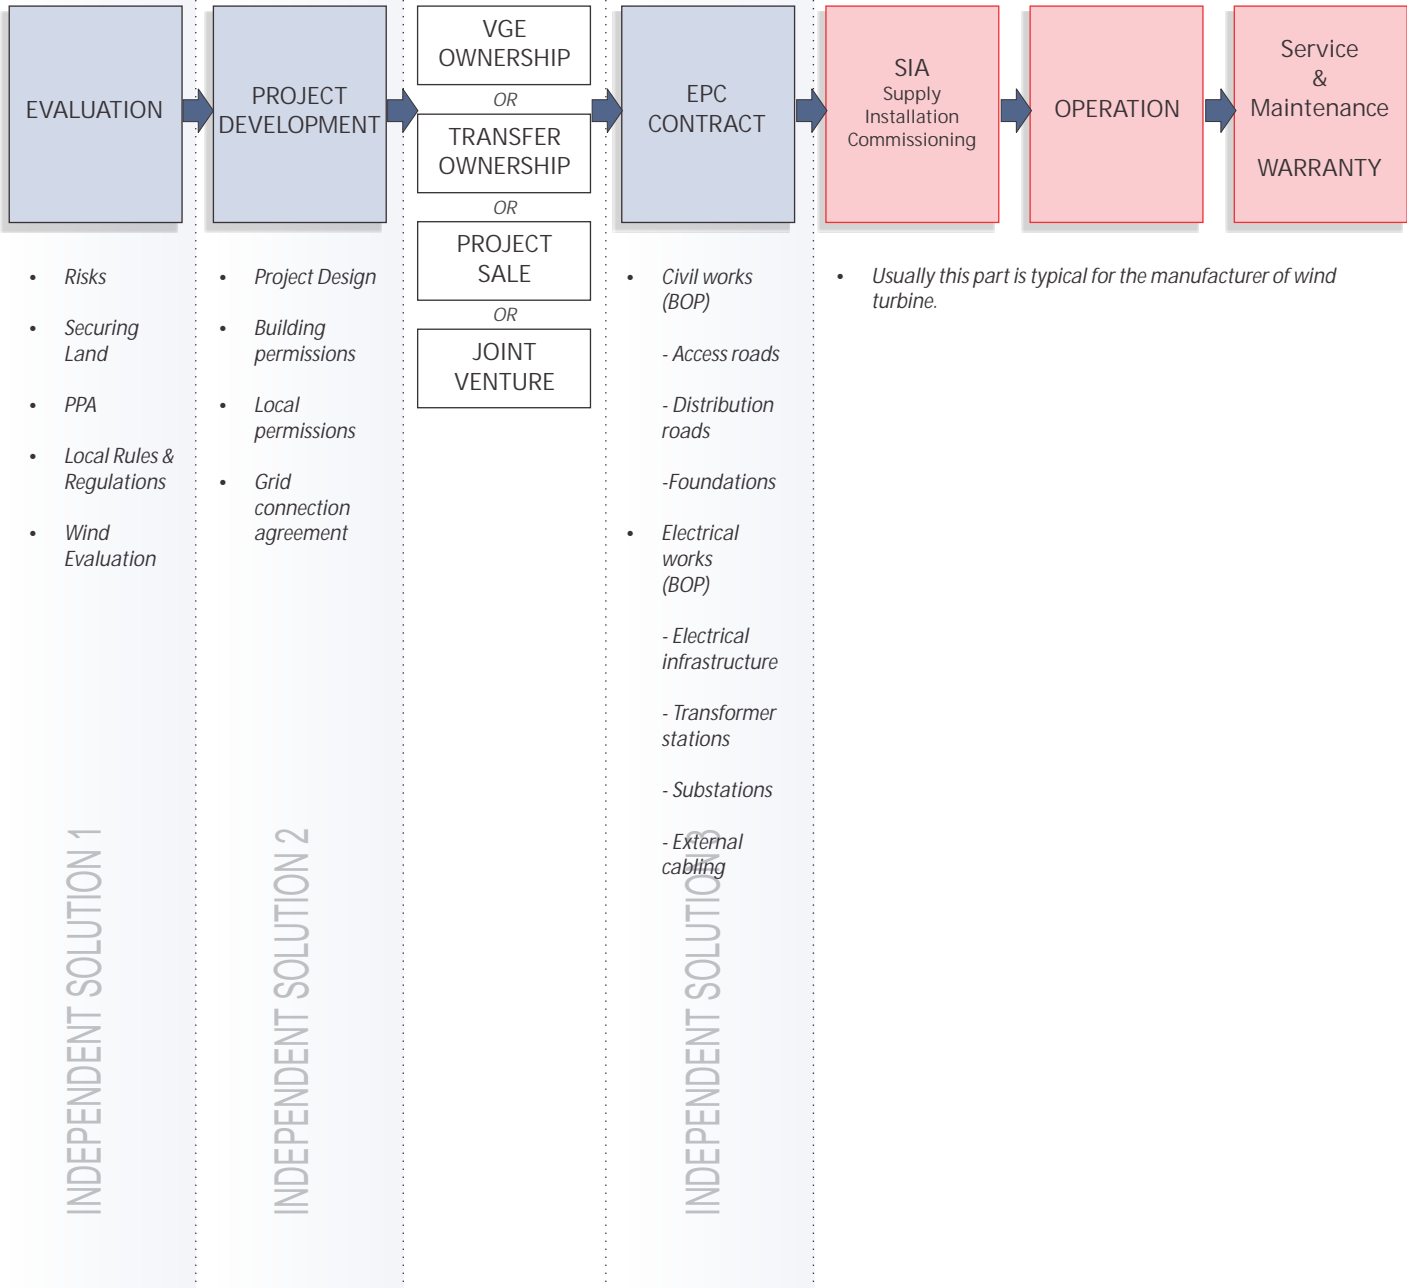 EVALUATION
PROJECT
DEVELOPMENT
VGE
OWNERSHIP
OR
TRANSFER
OWNERSHIP
OR
PROJECT
SALE
OR
JOINT
VENTURE
EPC
CONTRACT
SIA
Supply
Installation
Commissioning
OPERATION
Service
&
Maintenance
WARRANTY
• Risks
• Securing
Land
• PPA
• Local Rules &
Regulations
• Wind
Evaluation
INDEPENDENT SOLUTION 1
• Project Design
• Building
permissions
• Local
permissions
• Grid
connection
agreement
INDEPENDENT SOLUTION 2
• Civil works
(BOP)
- Access roads
- Distribution
roads
-Foundations
• Electrical
works
(BOP)
- Electrical
infrastructure
- Transformer
stations
- Substations
- External
cabling
INDEPENDENT SOLUTION 3
• Usually this part is typical for the manufacturer of wind
turbine.